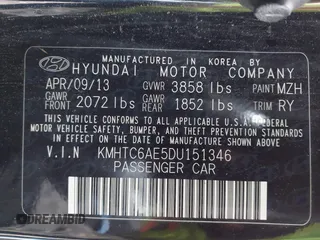 MANUFACTURED IN KOREA BY
HYUNDAI MOTOR COMPANY
APR/09/13 GVWR 3858 lbs PAINT MZH
GAWR FRONT 2072 lbs GAWR REAR 1852 lbs TRIM RY
THIS VEHICLE CONFORMS TO ALL APPLICABLE U.S.A. FEDERAL MOTOR
VEHICLE SAFETY, BUMPER, AND THEFT PREVENTION STANDARDS
IN EFFECT ON THE DATE OF MANUFACTURE SHOWN ABOVE.
V.I.N KMHTC6AE5DU151346
PASSENGER CAR
DREAMBID